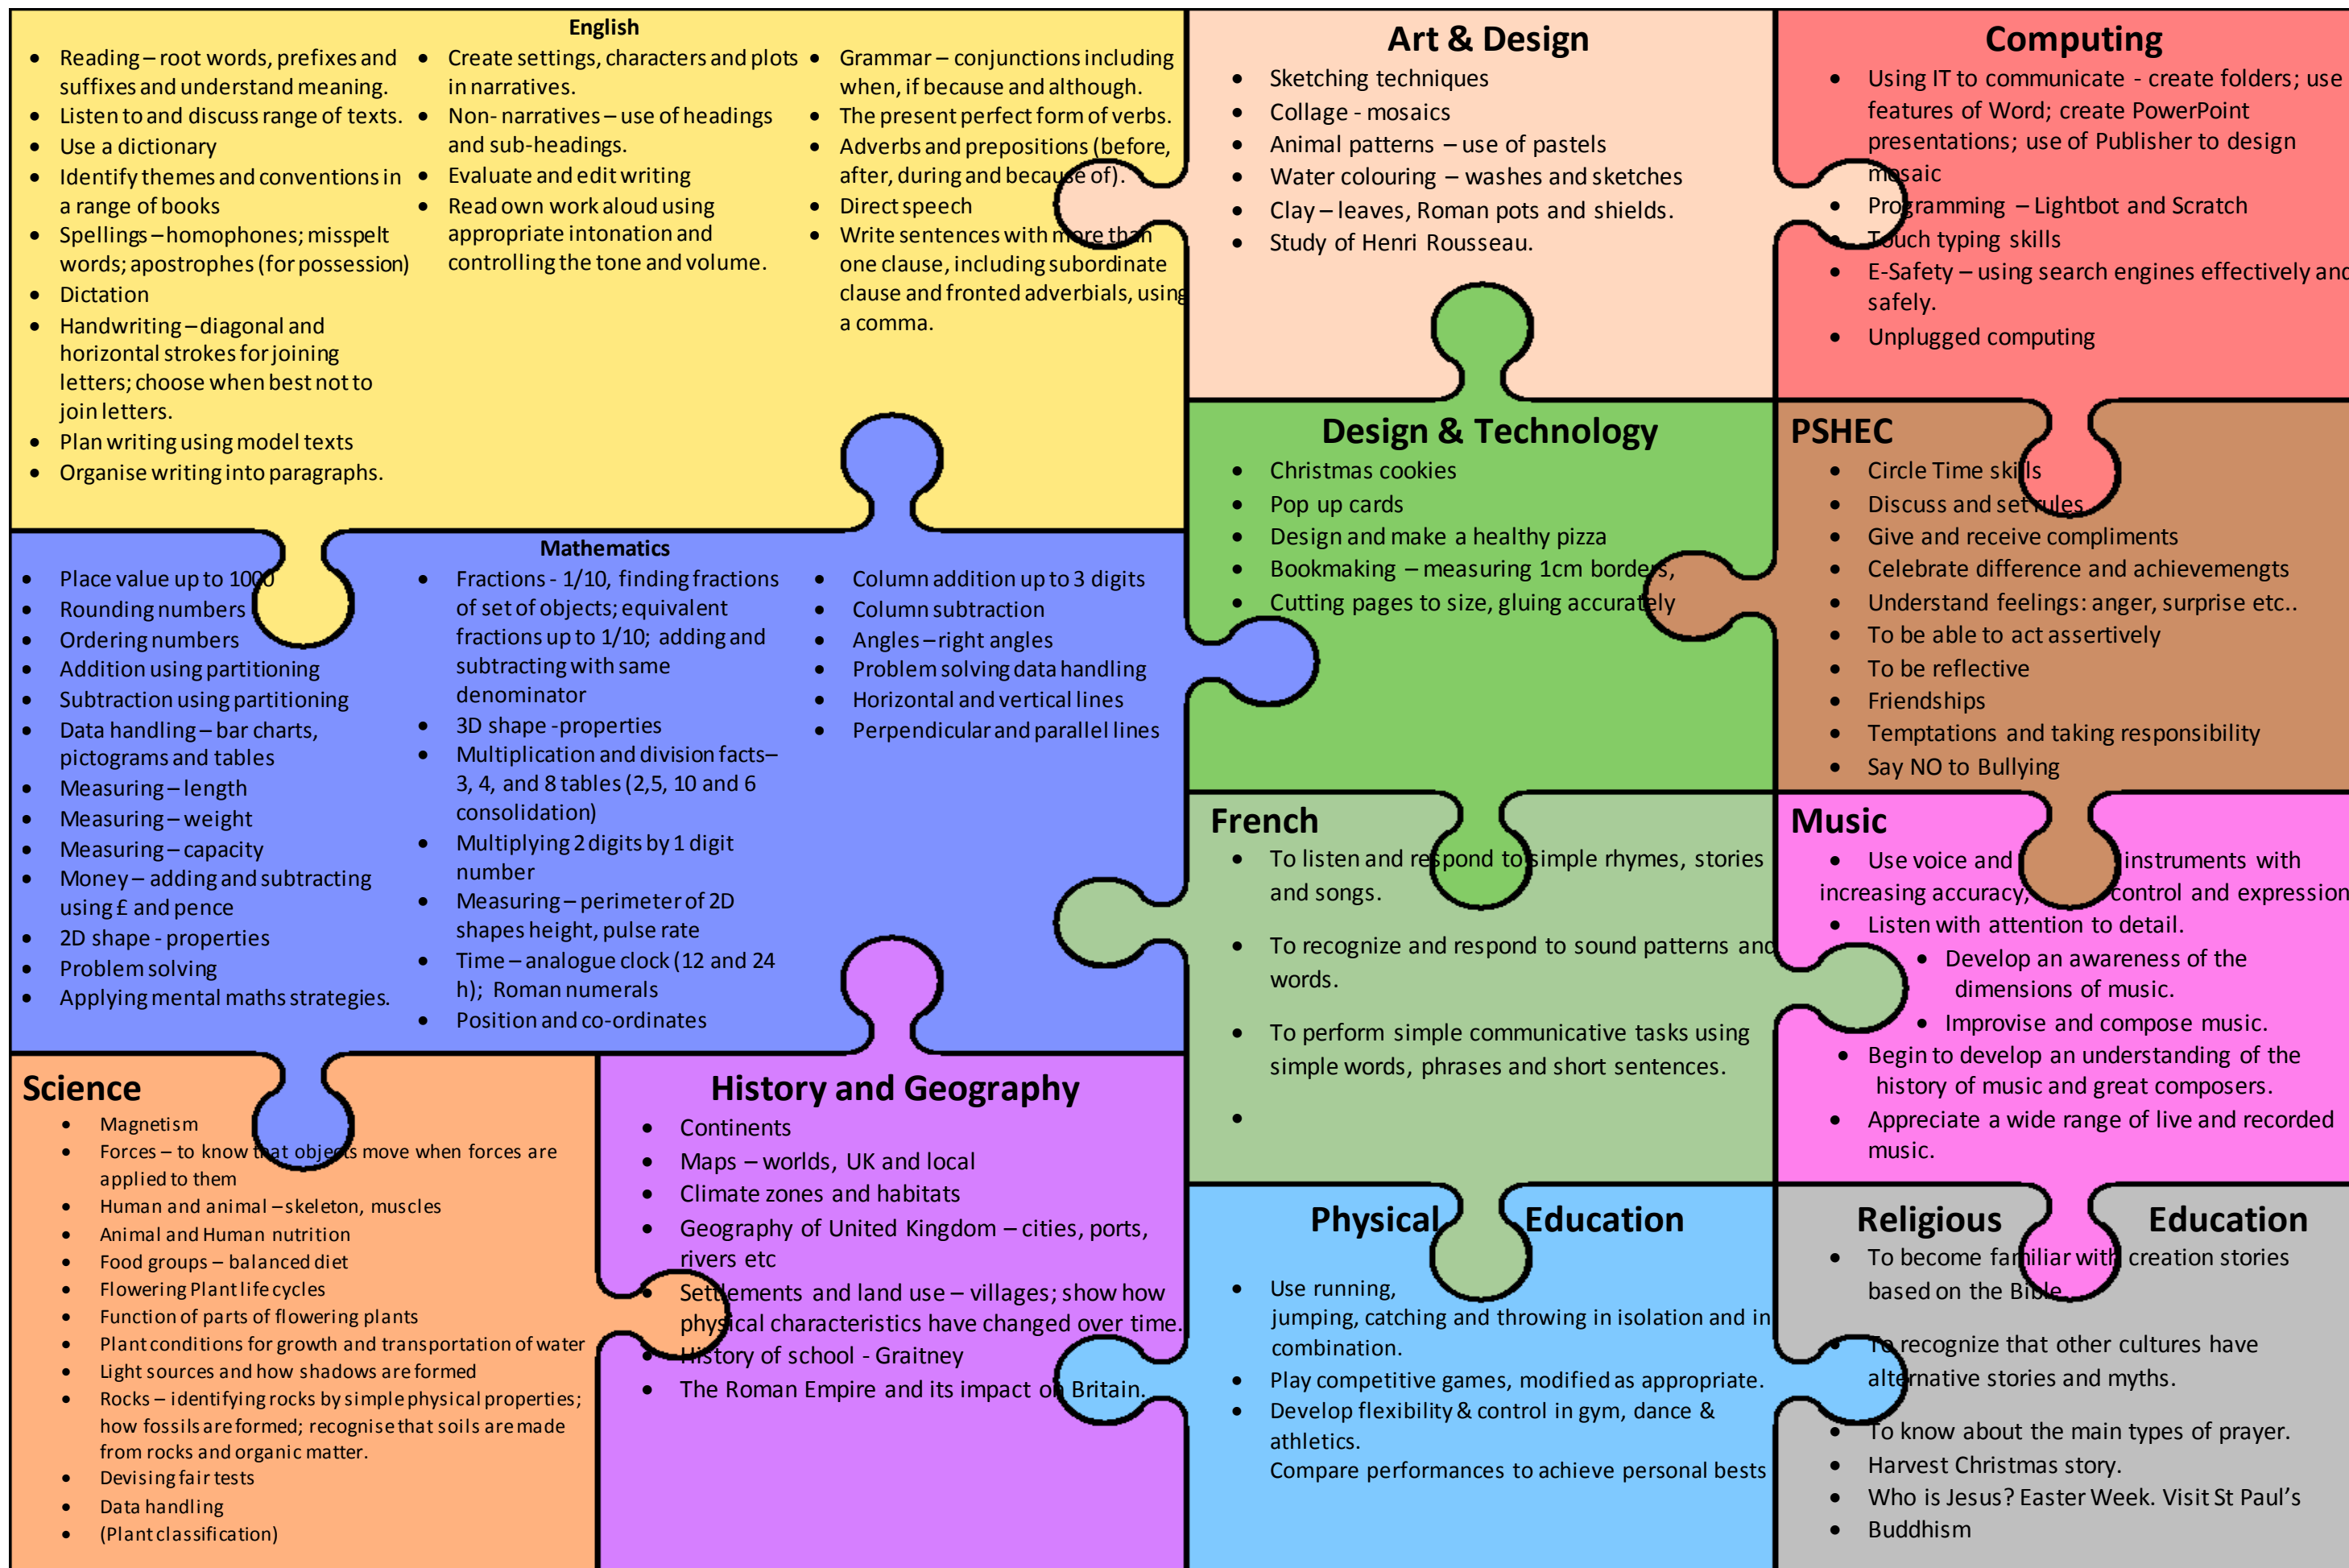 English
Reading – root words, prefixes and
suffixes and understand meaning.
Listen to and discuss range of texts.
Use a dictionary
Identify themes and conventions in
a range of books
Spellings – homophones; misspelt
words; apostrophes (for possession)
Dictation
Handwriting – diagonal and
horizontal strokes for joining
letters; choose when best not to
join letters.
Plan writing using model texts
Organise writing into paragraphs.
Create settings, characters and plots
in narratives.
Non- narratives – use of headings
and sub-headings.
Evaluate and edit writing
Read own work aloud using
appropriate intonation and
controlling the tone and volume.
Grammar – conjunctions including
when, if because and although.
The present perfect form of verbs.
Adverbs and prepositions (before,
after, during and because of).
Direct speech
Write sentences with more than
one clause, including subordinate
clause and fronted adverbials, using
a comma.
Art & Design
Sketching techniques
Collage - mosaics
Animal patterns – use of pastels
Water colouring – washes and sketches
Clay – leaves, Roman pots and shields.
Study of Henri Rousseau.
Computing
Using IT to communicate - create folders; use
features of Word; create PowerPoint
presentations; use of Publisher to design
mosaic
Programming – Lightbot and Scratch
Touch typing skills
E-Safety – using search engines effectively and
safely.
Unplugged computing
Design & Technology
Christmas cookies
Pop up cards
Design and make a healthy pizza
Bookmaking – measuring 1cm borders,
Cutting pages to size, gluing accurately
PSHEC
Circle Time skills
Discuss and set rules
Give and receive compliments
Celebrate difference and achievemengts
Understand feelings: anger, surprise etc..
To be able to act assertively
To be reflective
Friendships
Temptations and taking responsibility
Say NO to Bullying
Mathematics
Place value up to 1000
Rounding numbers
Ordering numbers
Addition using partitioning
Subtraction using partitioning
Data handling – bar charts,
pictograms and tables
Measuring – length
Measuring – weight
Measuring – capacity
Money – adding and subtracting
using £ and pence
2D shape - properties
Problem solving
Applying mental maths strategies.
Fractions - 1/10, finding fractions
of set of objects; equivalent
fractions up to 1/10; adding and
subtracting with same
denominator
3D shape -properties
Multiplication and division facts–
3, 4, and 8 tables (2,5, 10 and 6
consolidation)
Multiplying 2 digits by 1 digit
number
Measuring – perimeter of 2D
shapes height, pulse rate
Time – analogue clock (12 and 24
h); Roman numerals
Position and co-ordinates
Column addition up to 3 digits
Column subtraction
Angles – right angles
Problem solving data handling
Horizontal and vertical lines
Perpendicular and parallel lines
French
To listen and respond to simple rhymes, stories
and songs.
To recognize and respond to sound patterns and
words.
To perform simple communicative tasks using
simple words, phrases and short sentences.
Music
Use voice and instruments with
increasing accuracy, control and expression
Listen with attention to detail.
Develop an awareness of the
dimensions of music.
Improvise and compose music.
Begin to develop an understanding of the
history of music and great composers.
Appreciate a wide range of live and recorded
music.
Science
Magnetism
Forces – to know that objects move when forces are
applied to them
Human and animal – skeleton, muscles
Animal and Human nutrition
Food groups – balanced diet
Flowering Plant life cycles
Function of parts of flowering plants
Plant conditions for growth and transportation of water
Light sources and how shadows are formed
Rocks – identifying rocks by simple physical properties;
how fossils are formed; recognise that soils are made
from rocks and organic matter.
Devising fair tests
Data handling
(Plant classification)
History and Geography
Continents
Maps – worlds, UK and local
Climate zones and habitats
Geography of United Kingdom – cities, ports,
rivers etc
Settlements and land use – villages; show how
physical characteristics have changed over time.
History of school - Graitney
The Roman Empire and its impact on Britain.
Physical Education
Use running,
jumping, catching and throwing in isolation and in
combination.
Play competitive games, modified as appropriate.
Develop flexibility & control in gym, dance &
athletics.
Compare performances to achieve personal bests
Religious Education
To become familiar with creation stories
based on the Bible
To recognize that other cultures have
alternative stories and myths.
To know about the main types of prayer.
Harvest Christmas story.
Who is Jesus? Easter Week. Visit St Paul's
Buddhism